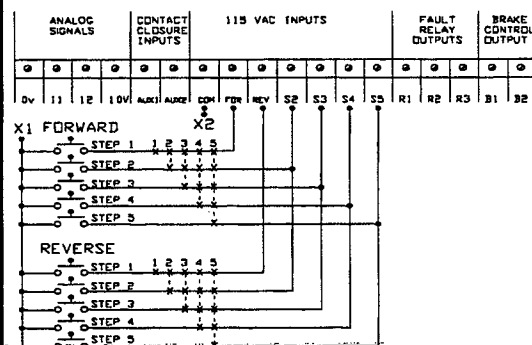 ANALOG SIGNALS
CONTACT CLOSURE INPUTS
115 VAC INPUTS
FAULT RELAY OUTPUTS
BRAKE CONTROL OUTPUT
0v I1 I2 10V AUX1 AUX2 COM FOR REV S2 S3 S4 S5 R1 R2 R3 B1 B2
X1 FORWARD
X2
STEP 1 1 2 3 4 5
STEP 2
STEP 3
STEP 4
STEP 5
REVERSE
STEP 1 1 2 3 4 5
STEP 2
STEP 3
STEP 4
STEP 5